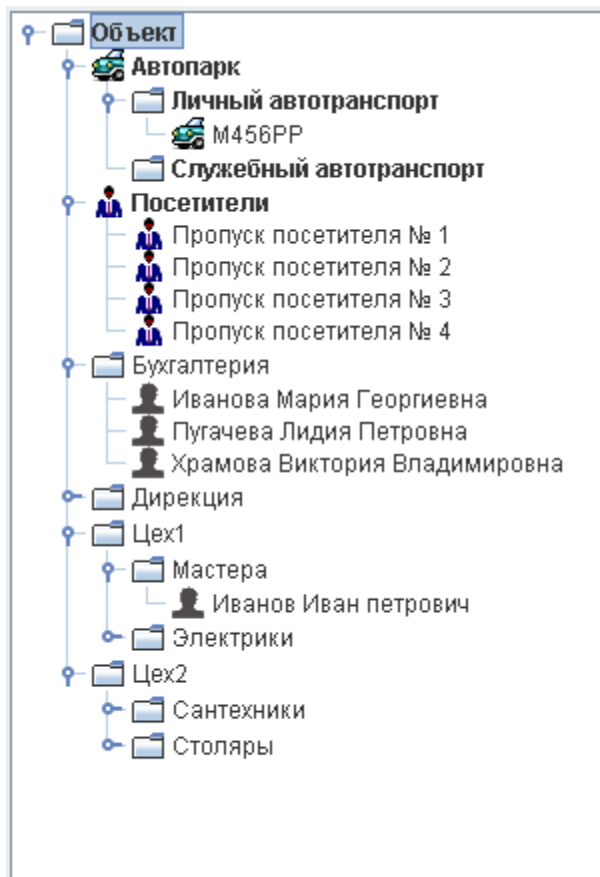 Объект
Автопарк
Личный автотранспорт
М456РР
Служебный автотранспорт
Посетители
Пропуск посетителя № 1
Пропуск посетителя № 2
Пропуск посетителя № 3
Пропуск посетителя № 4
Бухгалтерия
Иванова Мария Георгиевна
Пугачева Лидия Петровна
Храмова Виктория Владимировна
Дирекция
Цех1
Мастера
Иванов Иван петрович
Электрики
Цех2
Сантехники
Столяры